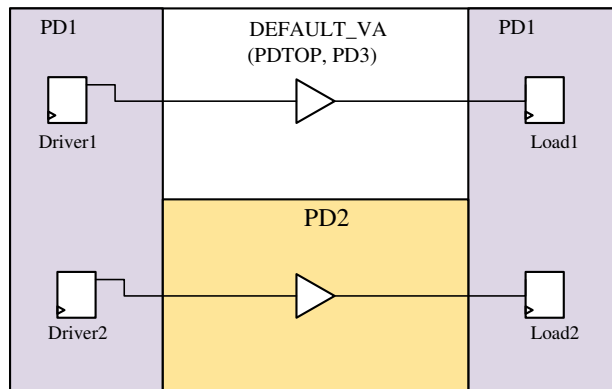 PD1
DEFAULT_VA
(PDTOP, PD3)
PD1
Driver1
Load1
PD2
Driver2
Load2